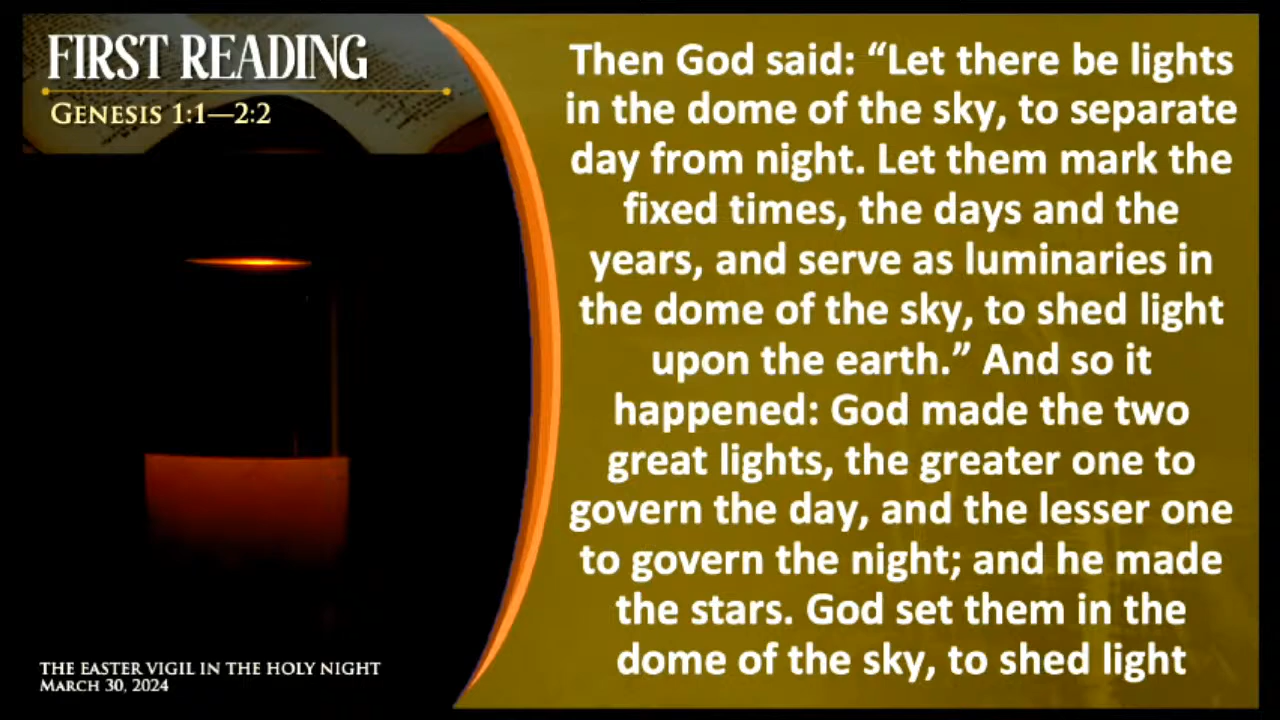 FIRST READING
GENESIS 1:1—2:2
Then God said: “Let there be lights
in the dome of the sky, to separate
day from night. Let them mark the
fixed times, the days and the
years, and serve as luminaries in
the dome of the sky, to shed light
upon the earth.” And so it
happened: God made the two
great lights, the greater one to
govern the day, and the lesser one
to govern the night; and he made
the stars. God set them in the
dome of the sky, to shed light
THE EASTER VIGIL IN THE HOLY NIGHT
MARCH 30, 2024